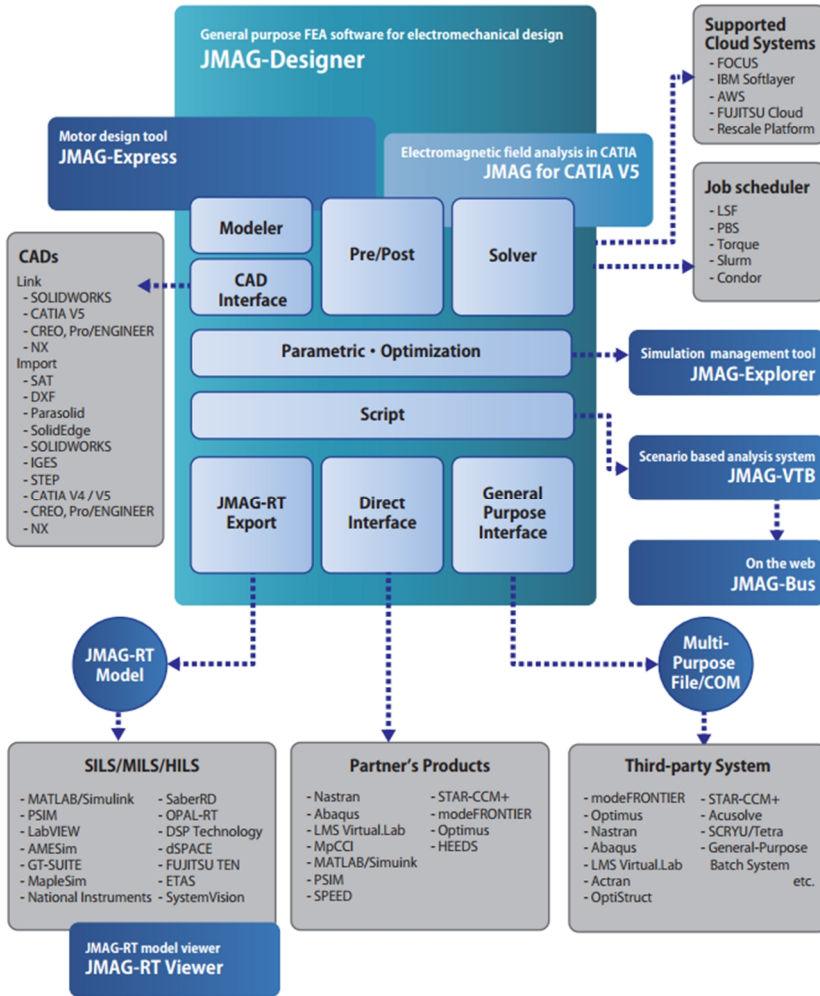 General purpose FEA software for electromechanical design
JMAG-Designer
Motor design tool
JMAG-Express
Electromagnetic field analysis in CATIA
JMAG for CATIA V5
Modeler
CAD
Interface
Pre/Post
Solver
Parametric・Optimization
Script
JMAG-RT
Export
Direct
Interface
General
Purpose
Interface
Supported
Cloud Systems
- FOCUS
- IBM Softlayer
- AWS
- FUJITSU Cloud
- Rescale Platform
Job scheduler
- LSF
- PBS
- Torque
- Slurm
- Condor
CADs
Link
- SOLIDWORKS
- CATIA V5
- CREO, Pro/ENGINEER
- NX
Import
- SAT
- DXF
- Parasolid
- SolidEdge
- SOLIDWORKS
- IGES
- STEP
- CATIA V4 / V5
- CREO, Pro/ENGINEER
- NX
Simulation management tool
JMAG-Explorer
Scenario based analysis system
JMAG-VTB
On the web
JMAG-Bus
JMAG-RT
Model
Multi-
Purpose
File/COM
SILS/MILS/HILS
- MATLAB/Simulink
- PSIM
- LabVIEW
- AMESim
- GT-SUITE
- MapleSim
- National Instruments
- SaberRD
- OPAL-RT
- DSP Technology
- dSPACE
- FUJITSU TEN
- ETAS
- SystemVision
JMAG-RT model viewer
JMAG-RT Viewer
Partner's Products
- Nastran
- Abaqus
- LMS Virtual.Lab
- MpCCI
- MATLAB/Simuink
- PSIM
- SPEED
- STAR-CCM+
- modeFRONTIER
- Optimus
- HEEDS
Third-party System
- modeFRONTIER
- Optimus
- Nastran
- Abaqus
- LMS Virtual.Lab
- Actran
- OptiStruct
- STAR-CCM+
- Acusolve
- SCRYU/Tetra
- General-Purpose
Batch System
etc.